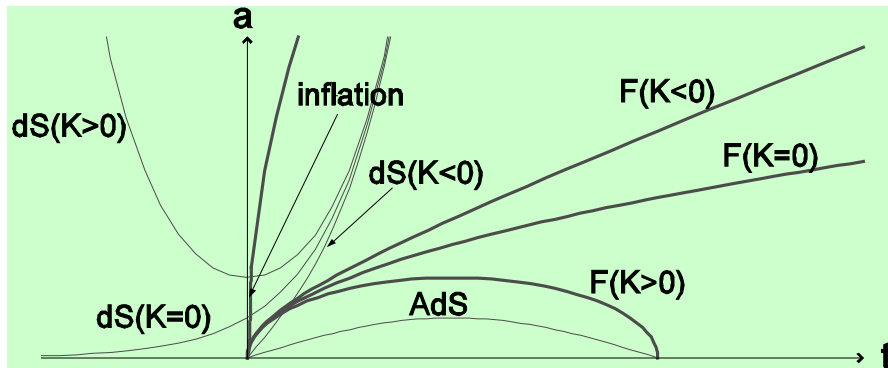 a
inflation
F(K<0)
dS(K>0)
F(K=0)
dS(K<0)
F(K>0)
AdS
dS(K=0)
t